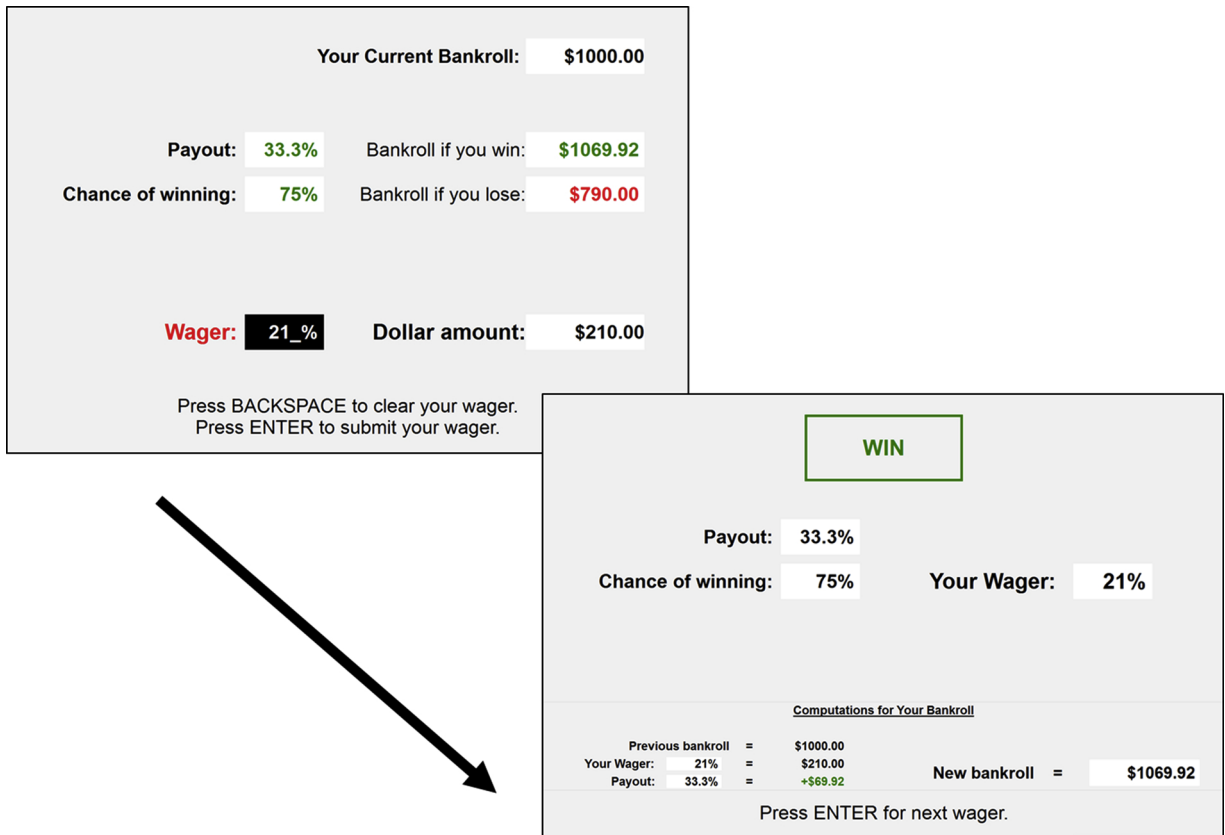 Your Current Bankroll: $1000.00
Payout: 33.3% Bankroll if you win: $1069.92
Chance of winning: 75% Bankroll if you lose: $790.00
Wager: 21_% Dollar amount: $210.00
Press BACKSPACE to clear your wager.
Press ENTER to submit your wager.
WIN
Payout: 33.3%
Chance of winning: 75% Your Wager: 21%
Computations for Your Bankroll
Previous bankroll = $1000.00
Your Wager: 21% = $210.00
Payout: 33.3% = +$69.92
New bankroll = $1069.92
Press ENTER for next wager.